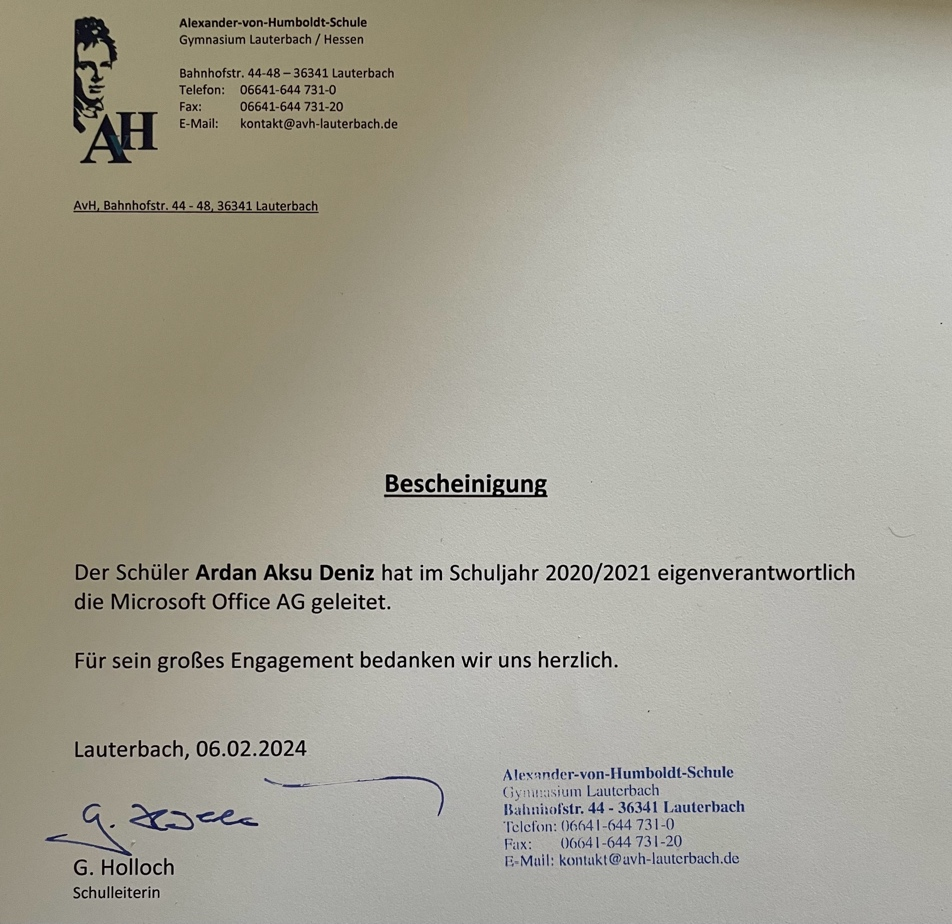 Alexander-von-Humboldt-Schule
Gymnasium Lauterbach / Hessen
Bahnhofstr. 44-48 – 36341 Lauterbach
Telefon: 06641-644 731-0
Fax: 06641-644 731-20
E-Mail: kontakt@avh-lauterbach.de
AvH
AvH, Bahnhofstr. 44 - 48, 36341 Lauterbach
Bescheinigung
Der Schüler Ardan Aksu Deniz hat im Schuljahr 2020/2021 eigenverantwortlich
die Microsoft Office AG geleitet.
Für sein großes Engagement bedanken wir uns herzlich.
Lauterbach, 06.02.2024
G. Holloch
G. Holloch
Schulleiterin
Alexander-von-Humboldt-Schule
Gymnasium Lauterbach
Bahnhofstr. 44 - 36341 Lauterbach
Telefon: 06641-644 731-0
Fax: 06641-644 731-20
E-Mail: kontakt@avh-lauterbach.de